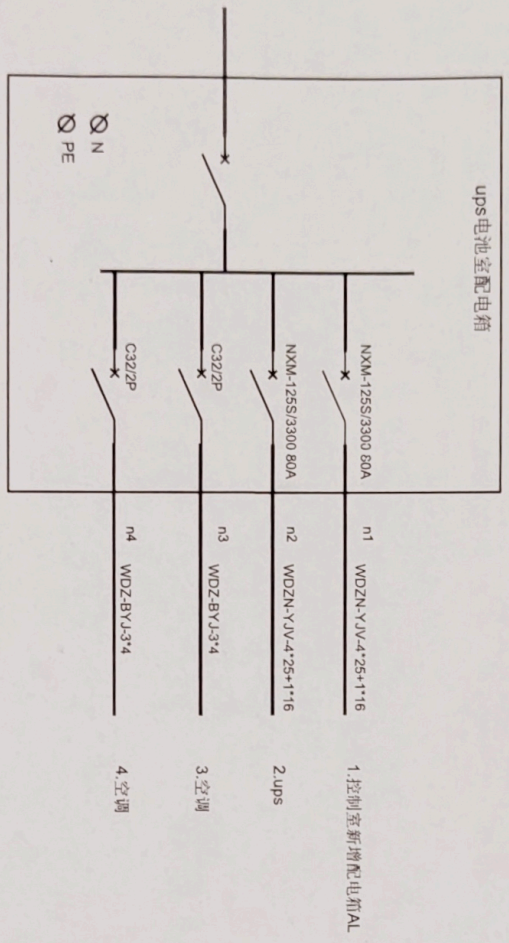 ups电池室配电箱
NXM-125S/3300 80A
n1 WDZN-YJV-4*25+1*16
1.控制室新增配电箱AL
NXM-125S/3300 80A
n2 WDZN-YJV-4*25+1*16
2.ups
C32/2P
n3 WDZ-BYJ-3*4
3.空调
C32/2P
n4 WDZ-BYJ-3*4
4.空调
N
PE